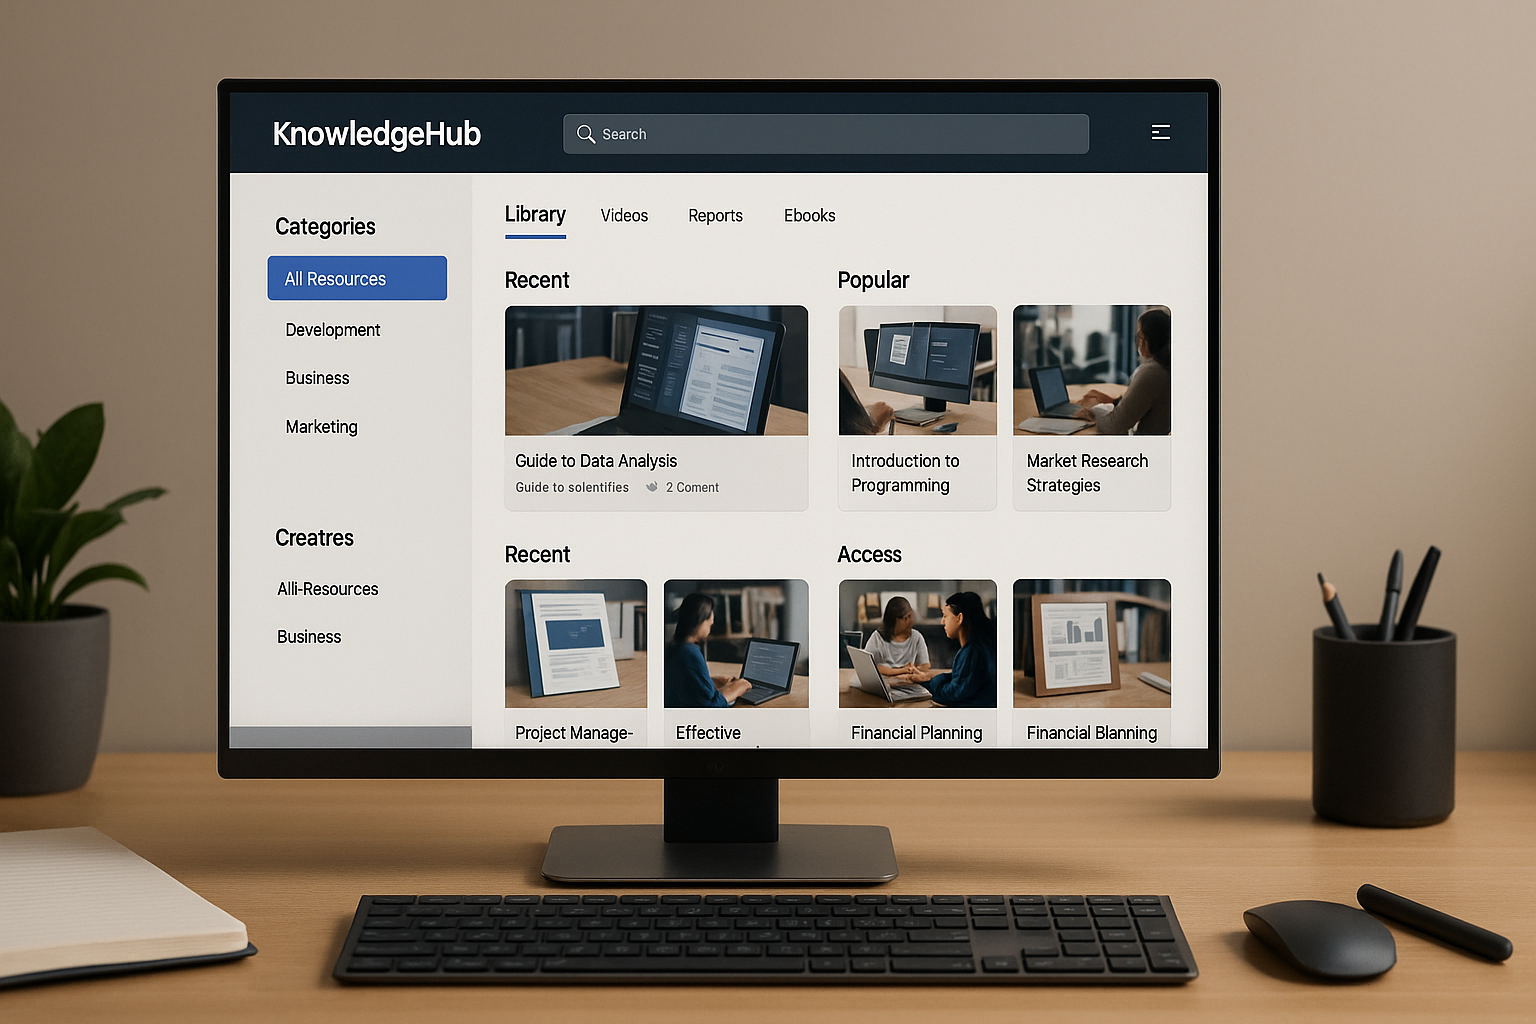 KnowledgeHub
Search
Categories
All Resources
Development
Business
Marketing
Creatres
Alli-Resources
Business
Library
Videos
Reports
Ebooks
Recent
Guide to Data Analysis
Guide to solentifies
2 Coment
Popular
Introduction to
Programming
Market Research
Strategies
Recent
Project Manage-
Effective
Access
Financial Planning
Financial Blanning